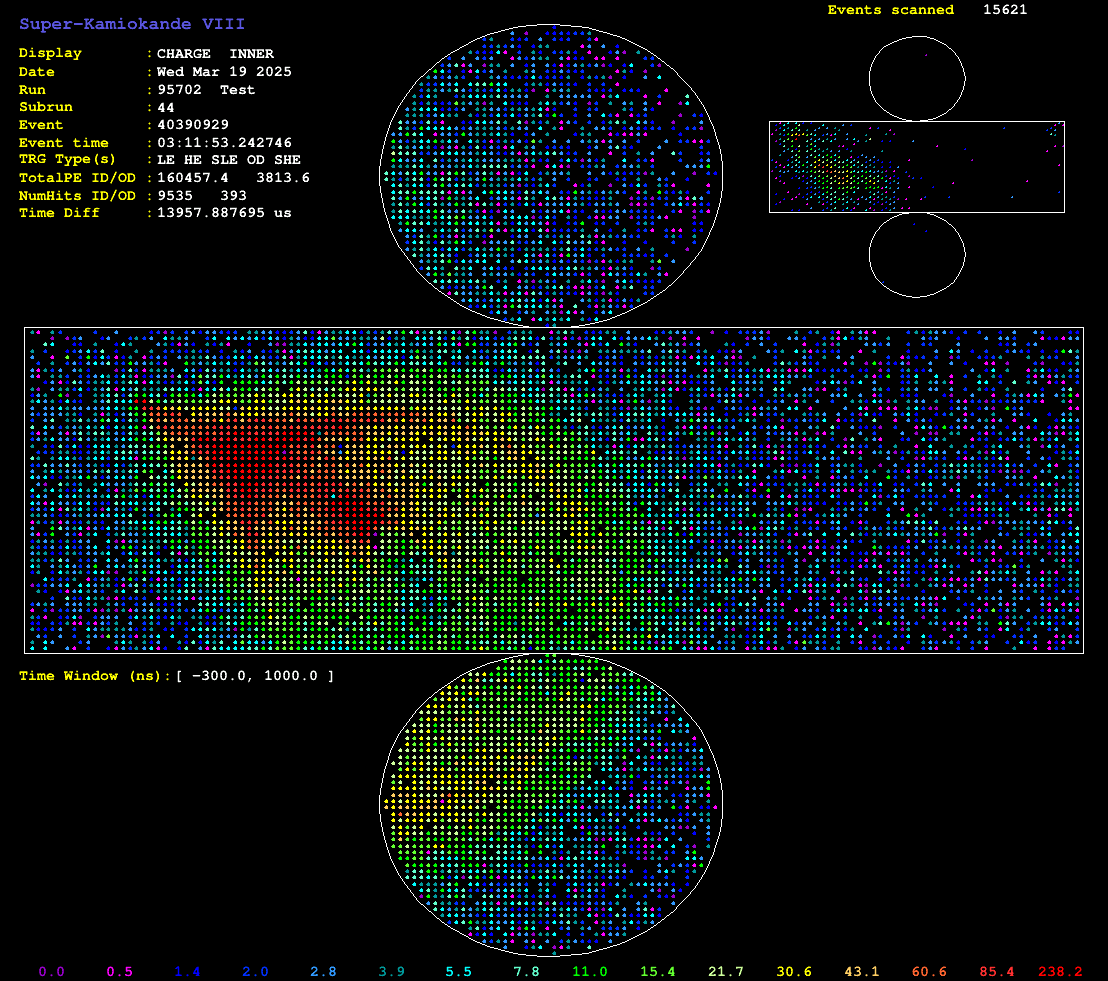 Events scanned 15621
Super-Kamiokande VIII
Display : CHARGE INNER
Date : Wed Mar 19 2025
Run : 95702 Test
Subrun : 44
Event : 40390929
Event time : 03:11:53.242746
TRG Type(s) : LE HE SLE OD SHE
TotalPE ID/OD : 160457.4 3813.6
NumHits ID/OD : 9535 393
Time Diff : 13957.887695 us
Time Window (ns): [ -300.0, 1000.0 ]
0.0 0.5 1.4 2.0 2.8 3.9 5.5 7.8 11.0 15.4 21.7 30.6 43.1 60.6 85.4 238.2